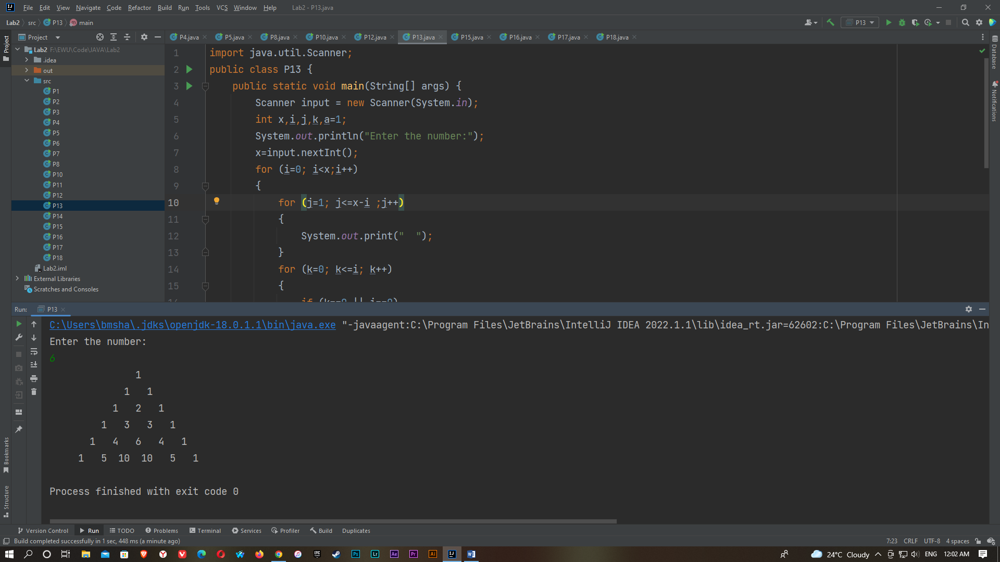 File Edit View Navigate Code Refactor Build Run Tools VCS Window Help Lab2 - P13.java
Lab2 src P13 main P13
Project
P4.java P5.java P8.java P10.java P12.java P13.java P15.java P16.java P17.java P18.java
Project
Lab2 F:\EWU\Code\JAVA\Lab2
.idea
out
src
P1
P2
P3
P4
P5
P6
P7
P8
P10
P11
P12
P13
P14
P15
P16
P17
P18
Lab2.iml
External Libraries
Scratches and Consoles
1 import java.util.Scanner;
2 public class P13 {
3 public static void main(String[] args) {
4 Scanner input = new Scanner(System.in);
5 int x,i,j,k,a=1;
6 System.out.println("Enter the number:");
7 x=input.nextInt();
8 for (i=0; i<x;i++)
9 {
10 for (j=1; j<=x-i ;j++)
11 {
12 System.out.print("  ");
13 }
14 for (k=0; k<=i; k++)
15 {
16 if (k==0 || i==0)
Database
Notifications
Run: P13
C:\Users\bmsha\.jdks\openjdk-18.0.1.1\bin\java.exe "-javaagent:C:\Program Files\JetBrains\IntelliJ IDEA 2022.1.1\lib\idea_rt.jar=62602:C:\Program Files\JetBrains\In
Enter the number:
6
1
1 1
1 2 1
1 3 3 1
1 4 6 4 1
1 5 10 10 5 1
Process finished with exit code 0
Bookmarks
Structure
Version Control Run TODO Problems Terminal Services Profiler Build Duplicates
Build completed successfully in 1 sec, 448 ms (a minute ago) 7:23 CRLF UTF-8 4 spaces
Ps Lr Ae Pr Ai IJ W 24°C Cloudy ENG 12:02 AM